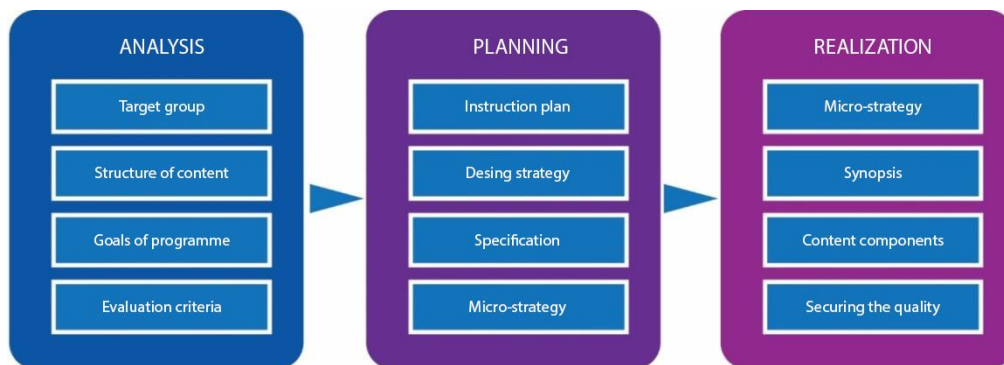 ANALYSIS
Target group
Structure of content
Goals of programme
Evaluation criteria
PLANNING
Instruction plan
Desing strategy
Specification
Micro-strategy
REALIZATION
Micro-strategy
Synopsis
Content components
Securing the quality